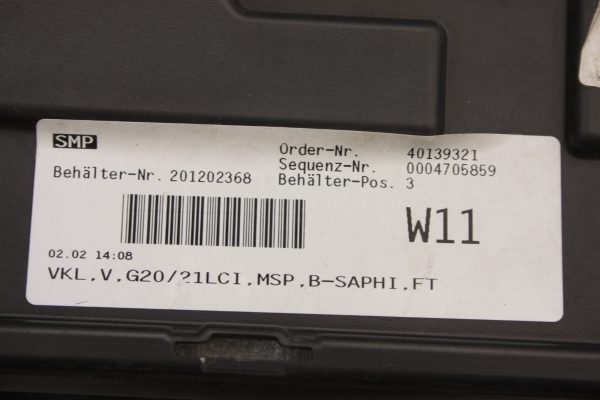 SMP
Order-Nr. 40139321
Sequenz-Nr. 0004705859
Behälter-Nr. 201202368 Behälter-Pos. 3
W11
02.02 14:08
VKL,V,G20/21LCI,MSP,B-SAPHI,FT